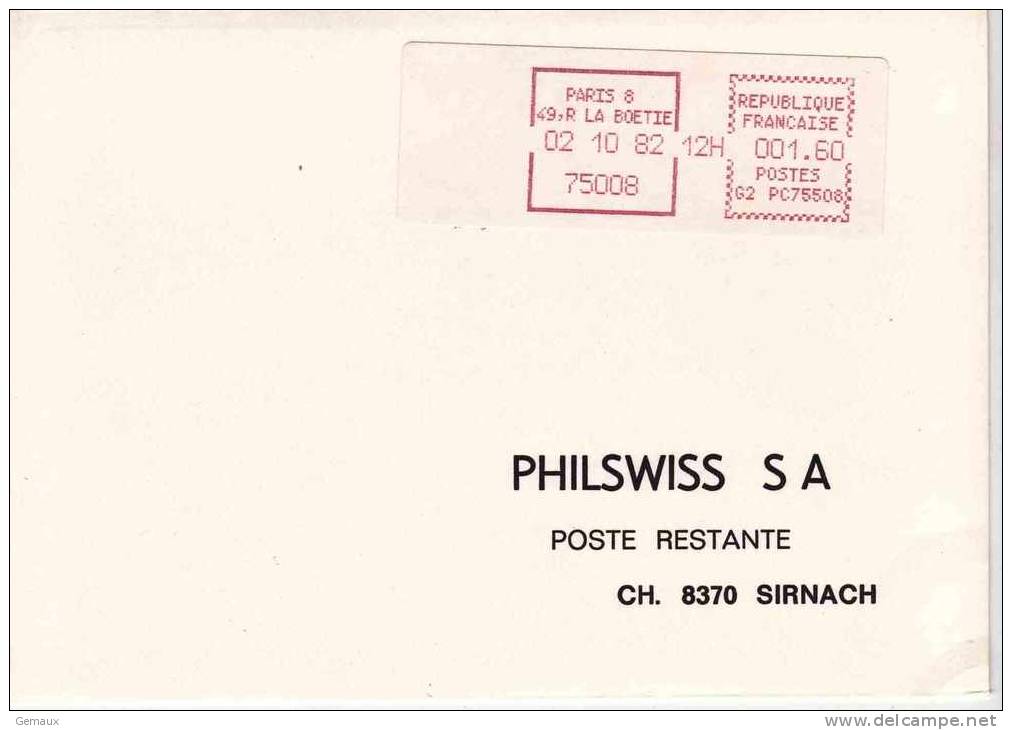 PARIS 8
49,R LA BOETIE
02 10 82 12H
75008
REPUBLIQUE
FRANCAISE
001.60
POSTES
G2 PC75508
PHILSWISS S A
POSTE RESTANTE
CH. 8370 SIRNACH
Gemaux
www.delcampe.net